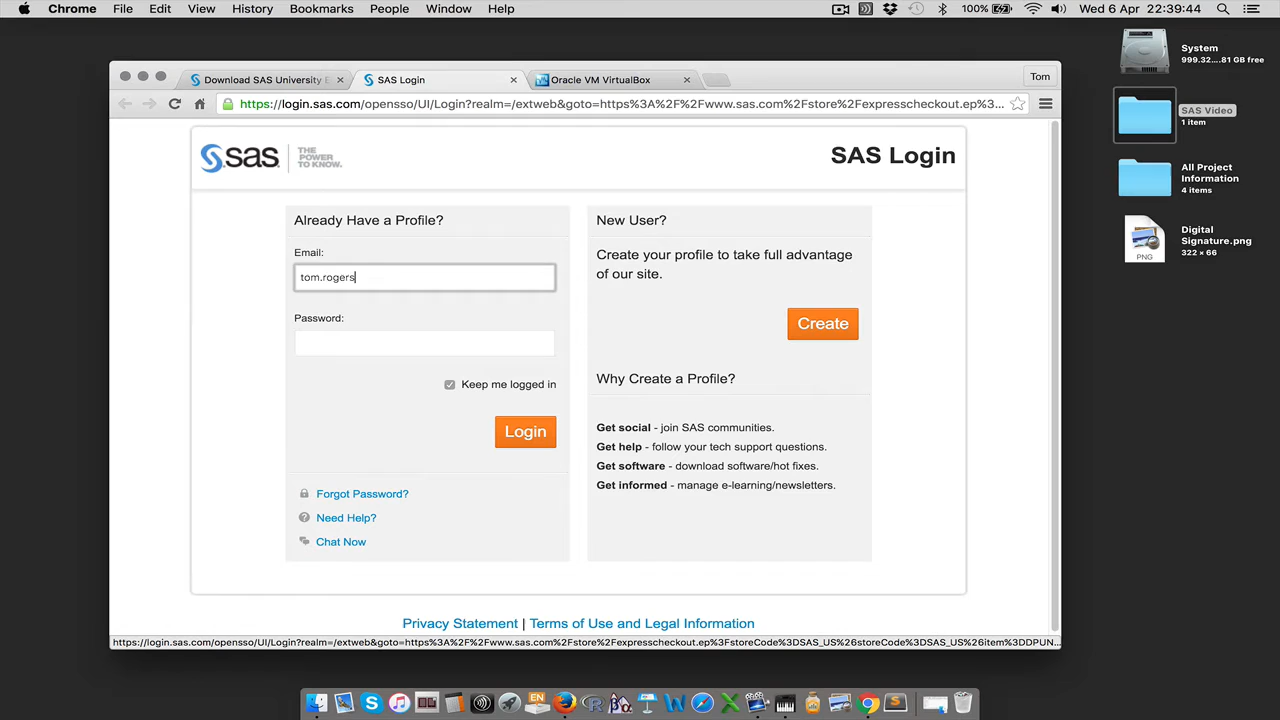 Chrome File Edit View History Bookmarks People Window Help
100% Wed 6 Apr 22:39:44
System
999.32....81 GB free
SAS Video
1 item
All Project
Information
4 items
PNG
Digital
Signature.png
322 × 66
Download SAS University E
SAS Login
Oracle VM VirtualBox
Tom
https://login.sas.com/opensso/UI/Login?realm=/extweb&goto=https%3A%2F%2Fwww.sas.com%2Fstore%2Fexpresscheckout.ep%3...
sas THE POWER TO KNOW.
SAS Login
Already Have a Profile?
Email:
tom.rogers
Password:
Keep me logged in
Login
Forgot Password?
Need Help?
Chat Now
New User?
Create your profile to take full advantage
of our site.
Create
Why Create a Profile?
Get social - join SAS communities.
Get help - follow your tech support questions.
Get software - download software/hot fixes.
Get informed - manage e-learning/newsletters.
Privacy Statement | Terms of Use and Legal Information
https://login.sas.com/opensso/UI/Login?realm=/extweb&goto=https%3A%2F%2Fwww.sas.com%2Fstore%2Fexpresscheckout.ep%3FstoreCode%3DSAS_US%26storeCode%3DSAS_US%26item%3DDPUN...
EN